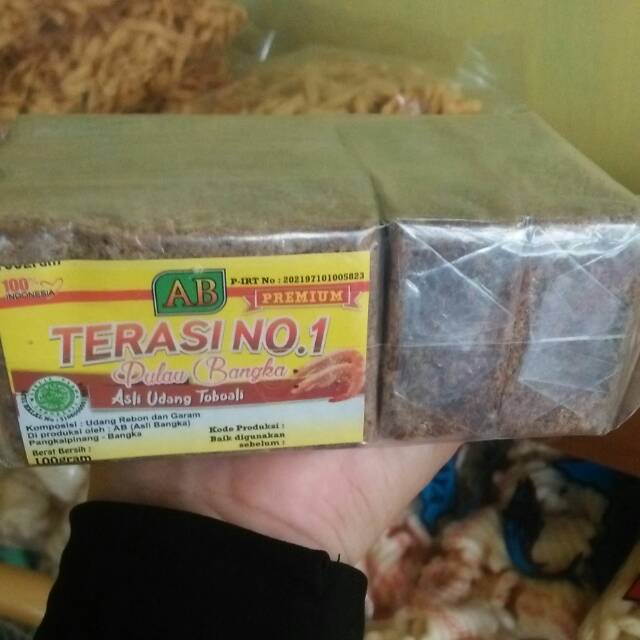 100%
INDONESIA
AB
P-IRT No : 202197101005823
PREMIUM
TERASI NO.1
Pulau Bangka
Asli Udang Toboali
Komposisi : Udang Rebon dan Garam
Di produksi oleh : AB (Asli Bangka)
Pangkalpinang - Bangka
Berat Bersih :
100gram
Kode Produksi :
Baik digunakan
sebelum :